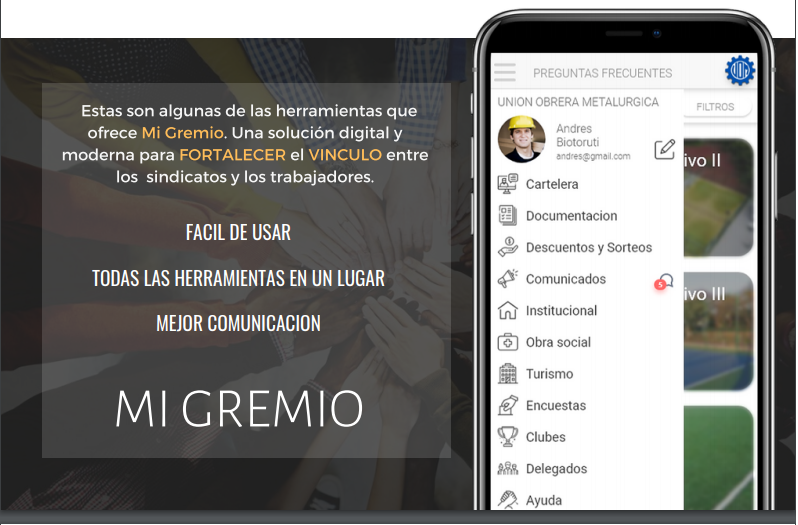 Estas son algunas de las herramientas que
ofrece Mi Gremio. Una solución digital y
moderna para FORTALECER el VINCULO entre
los sindicatos y los trabajadores.
FACIL DE USAR
TODAS LAS HERRAMIENTAS EN UN LUGAR
MEJOR COMUNICACION
MI GREMIO
PREGUNTAS FRECUENTES
UNION OBRERA METALURGICA
FILTROS
Andres
Biotoruti
andres@gmail.com
ivo II
Cartelera
Documentacion
Descuentos y Sorteos
Comunicados
5
ivo III
Institucional
Obra social
Turismo
Encuestas
Clubes
Delegados
Ayuda